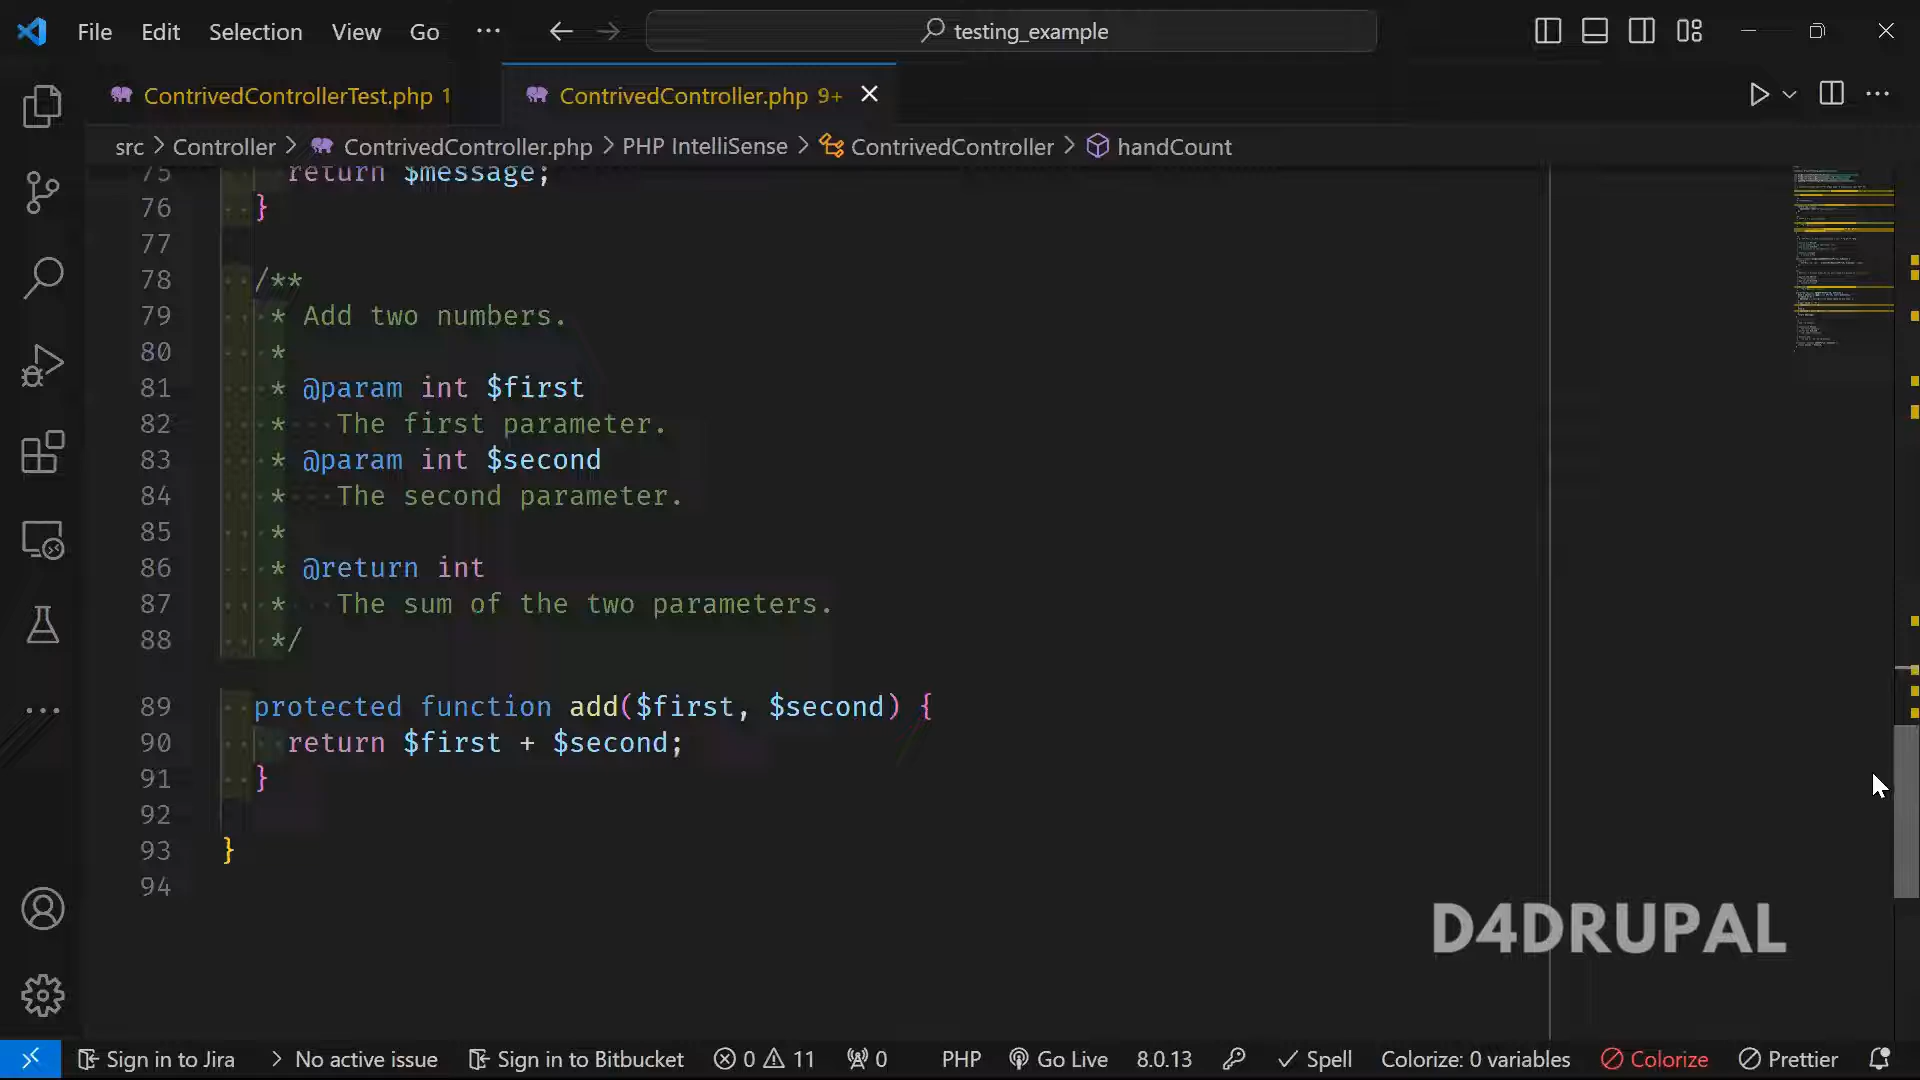 File Edit Selection View Go ··· testing_example
ContrivedControllerTest.php 1 ContrivedController.php 9+
src > Controller > ContrivedController.php > PHP IntelliSense > ContrivedController > handCount
75 return $message;
76 }
77
78 /**
79 * Add two numbers.
80 *
81 * @param int $first
82 * The first parameter.
83 * @param int $second
84 * The second parameter.
85 *
86 * @return int
87 * The sum of the two parameters.
88 */
89 protected function add($first, $second) {
90 return $first + $second;
91 }
92
93 }
94
D4DRUPAL
Sign in to Jira > No active issue Sign in to Bitbucket 0 11 0 PHP Go Live 8.0.13 Spell Colorize: 0 variables Colorize Prettier